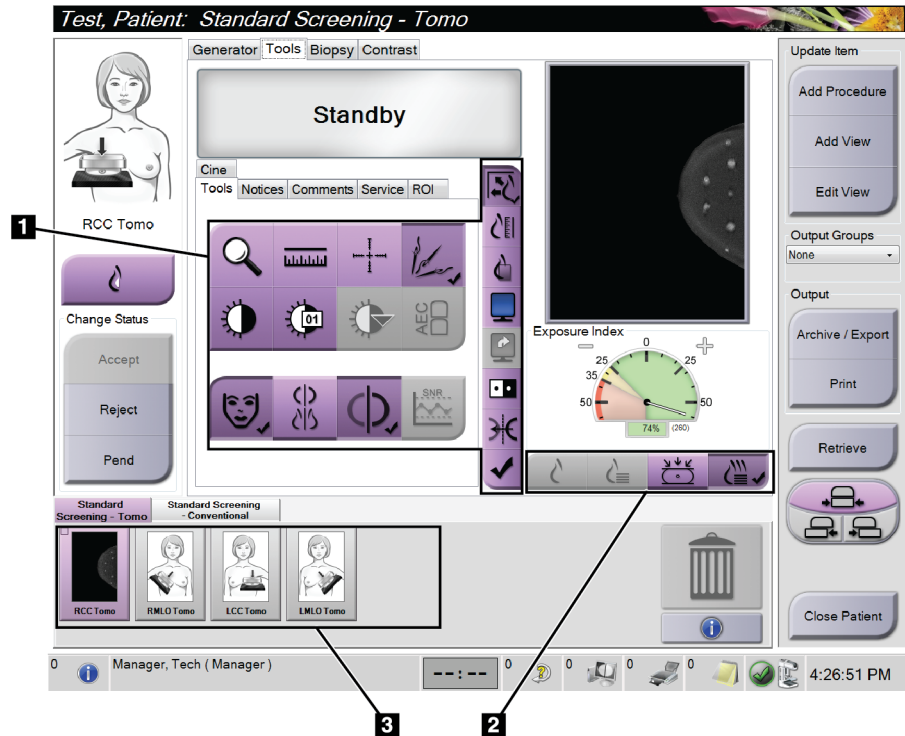 Test, Patient: Standard Screening - Tomo
Generator Tools Biopsy Contrast
Update Item
Add Procedure
Add View
Edit View
Standby
Cine
Tools Notices Comments Service ROI
RCC Tomo
1
01
AEC
SNR
Change Status
Accept
Reject
Pend
Output Groups
None
Output
Archive / Export
Print
Retrieve
Close Patient
Exposure Index
0
25 25
35
50 50
74% (260)
Standard
Screening - Tomo
Standard Screening
- Conventional
RCC Tomo RMLO Tomo LCC Tomo LMLO Tomo
0 Manager, Tech ( Manager ) --:-- 0 0 0 0 4:26:51 PM
3 2